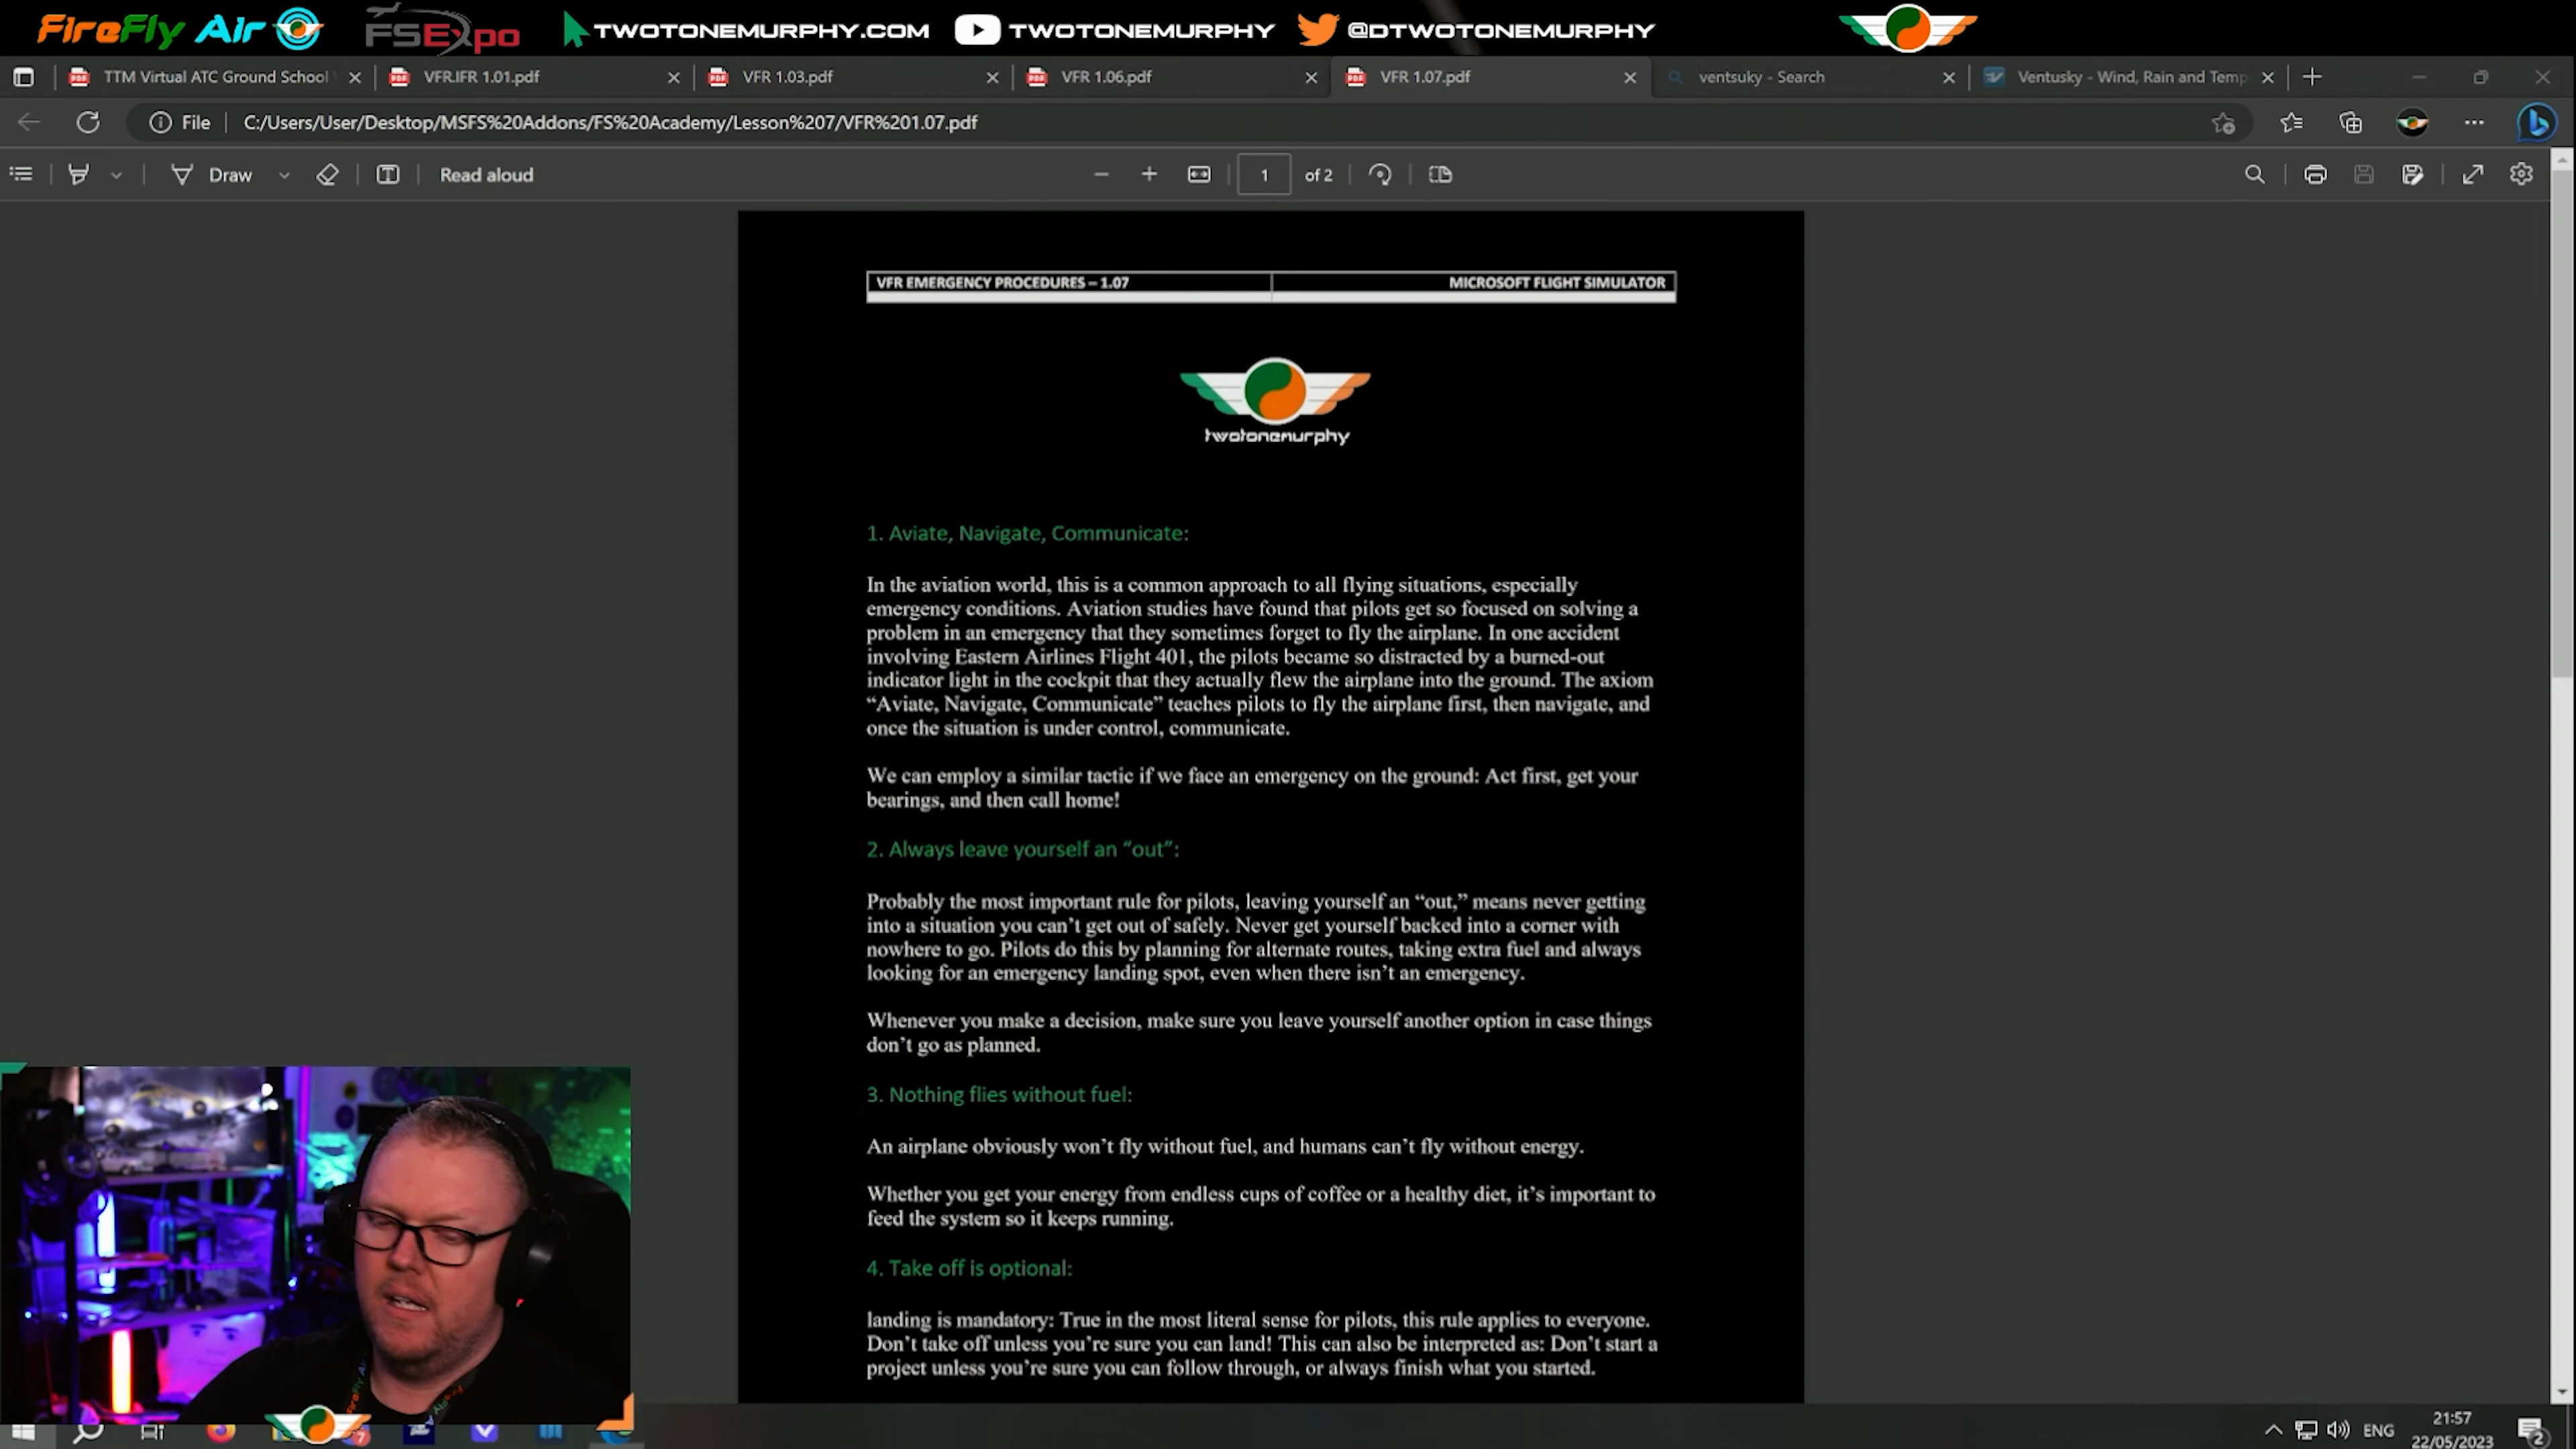 FireFly Air FSExpo TWOTONEMURPHY.COM TWOTONEMURPHY @DTWOTONEMURPHY
TTM Virtual ATC Ground School VFR.IFR 1.01.pdf VFR 1.03.pdf VFR 1.06.pdf VFR 1.07.pdf ventsuky - Search Ventusky - Wind, Rain and Temp
File C:/Users/User/Desktop/MSFS%20Addons/FS%20Academy/Lesson%207/VFR%201.07.pdf
Draw Read aloud 1 of 2
VFR EMERGENCY PROCEDURES – 1.07 MICROSOFT FLIGHT SIMULATOR
twotonemurphy
1. Aviate, Navigate, Communicate:
In the aviation world, this is a common approach to all flying situations, especially
emergency conditions. Aviation studies have found that pilots get so focused on solving a
problem in an emergency that they sometimes forget to fly the airplane. In one accident
involving Eastern Airlines Flight 401, the pilots became so distracted by a burned-out
indicator light in the cockpit that they actually flew the airplane into the ground. The axiom
“Aviate, Navigate, Communicate” teaches pilots to fly the airplane first, then navigate, and
once the situation is under control, communicate.
We can employ a similar tactic if we face an emergency on the ground: Act first, get your
bearings, and then call home!
2. Always leave yourself an “out”:
Probably the most important rule for pilots, leaving yourself an “out,” means never getting
into a situation you can’t get out of safely. Never get yourself backed into a corner with
nowhere to go. Pilots do this by planning for alternate routes, taking extra fuel and always
looking for an emergency landing spot, even when there isn’t an emergency.
Whenever you make a decision, make sure you leave yourself another option in case things
don’t go as planned.
3. Nothing flies without fuel:
An airplane obviously won’t fly without fuel, and humans can’t fly without energy.
Whether you get your energy from endless cups of coffee or a healthy diet, it’s important to
feed the system so it keeps running.
4. Take off is optional:
landing is mandatory: True in the most literal sense for pilots, this rule applies to everyone.
Don’t take off unless you’re sure you can land! This can also be interpreted as: Don’t start a
project unless you’re sure you can follow through, or always finish what you started.
FireFly Air
7
ENG
21:57
22/05/2023
2